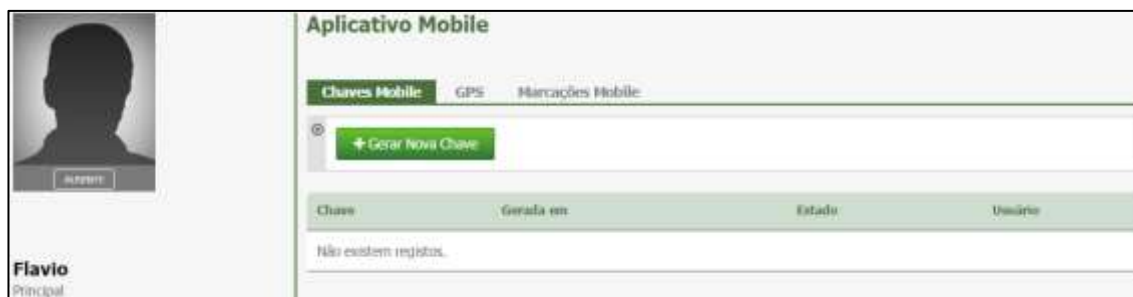 Aplicativo Mobile
Chaves Mobile GPS Marcações Mobile
+ Gerar Nova Chave
AUSENTE
Chave Gerada em Estado Usuário
Não existem registos.
Flavio
Principal